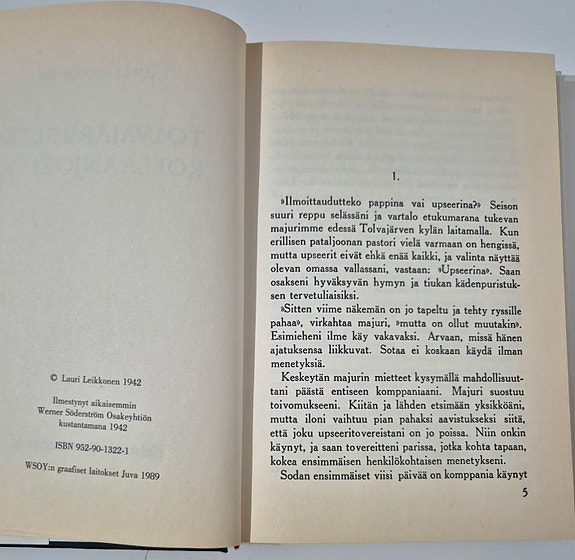 © Lauri Leikkonen 1942
Ilmestynyt aikaisemmin
Werner Söderström Osakeyhtiön
kustantamana 1942
ISBN 952-90-1322-1
WSOY:n graafiset laitokset Juva 1989
1.
»Ilmoittaudutteko pappina vai upseerina?» Seison
suuri reppu selässäni ja vartalo etukumarana tukevan
majurimme edessä Tolvajärven kylän laitamalla. Kun
erillisen pataljoonan pastori vielä varmaan on hengissä,
mutta upseerit eivät ehkä enää kaikki, ja valinta näyttää
olevan omassa vallassani, vastaan: »Upseerina». Saan
osakseni hyväksyvän hymyn ja tiukan kädenpuristuk-
sen tervetuliaisiksi.
»Sitten viime näkemän on jo tapeltu ja tehty ryssille
pahaa», virkahtaa majuri, »mutta on ollut muutakin».
Esimieheni ilme käy vakavaksi. Arvaan, missä hänen
ajatuksensa liikkuvat. Sotaa ei koskaan käydä ilman
menetyksiä.
Keskeytän majurin mietteet kysymällä mahdollisuut-
tani päästä entiseen komppaniaani. Majuri suostuu
toivomukseeni. Kiitän ja lähden etsimään yksikköäni,
mutta iloni vaihtuu pian pahaksi aavistukseksi siitä,
että joku upseeritovereistani on jo poissa. Niin onkin
käynyt, ja saan tovereitteni parissa, jotka kohta tapaan,
kokea ensimmäisen henkilökohtaisen menetykseni.
Sodan ensimmäiset viisi päivää on komppania käynyt
5